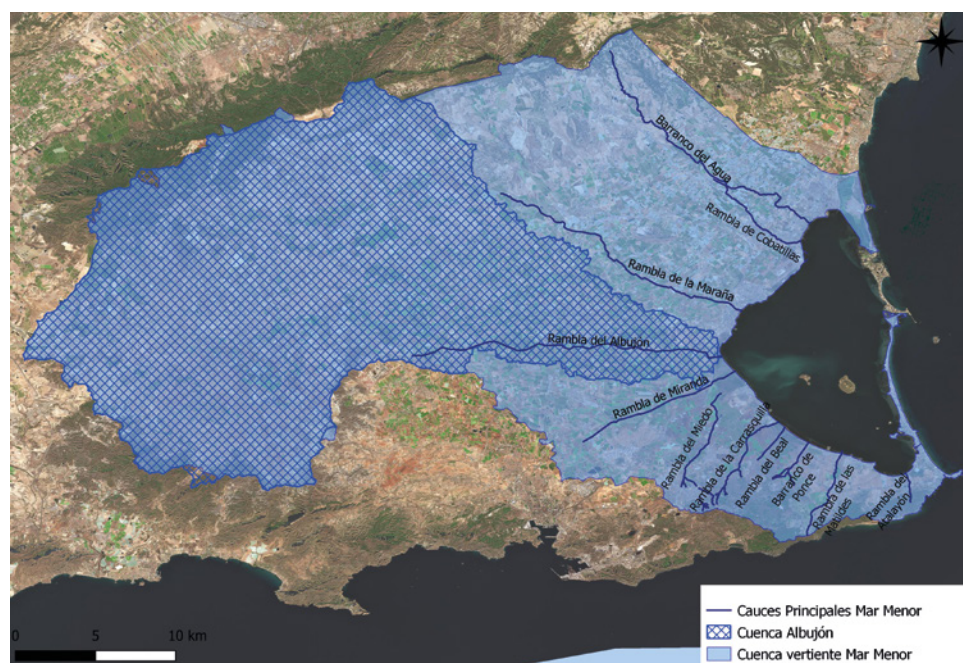 Barranco del Agua
Rambla de Cobatillas
Rambla de la Maraña
Rambla del Albujón
Rambla de Miranda
Rambla del Miedo
Rambla de la Carrasquilla
Rambla del Beal
Barranco de
Ponce
Rambla de las
Matildes
Rambla de
Atalayón
0 5 10 km
Cauces Principales Mar Menor
Cuenca Albujón
Cuenca vertiente Mar Menor